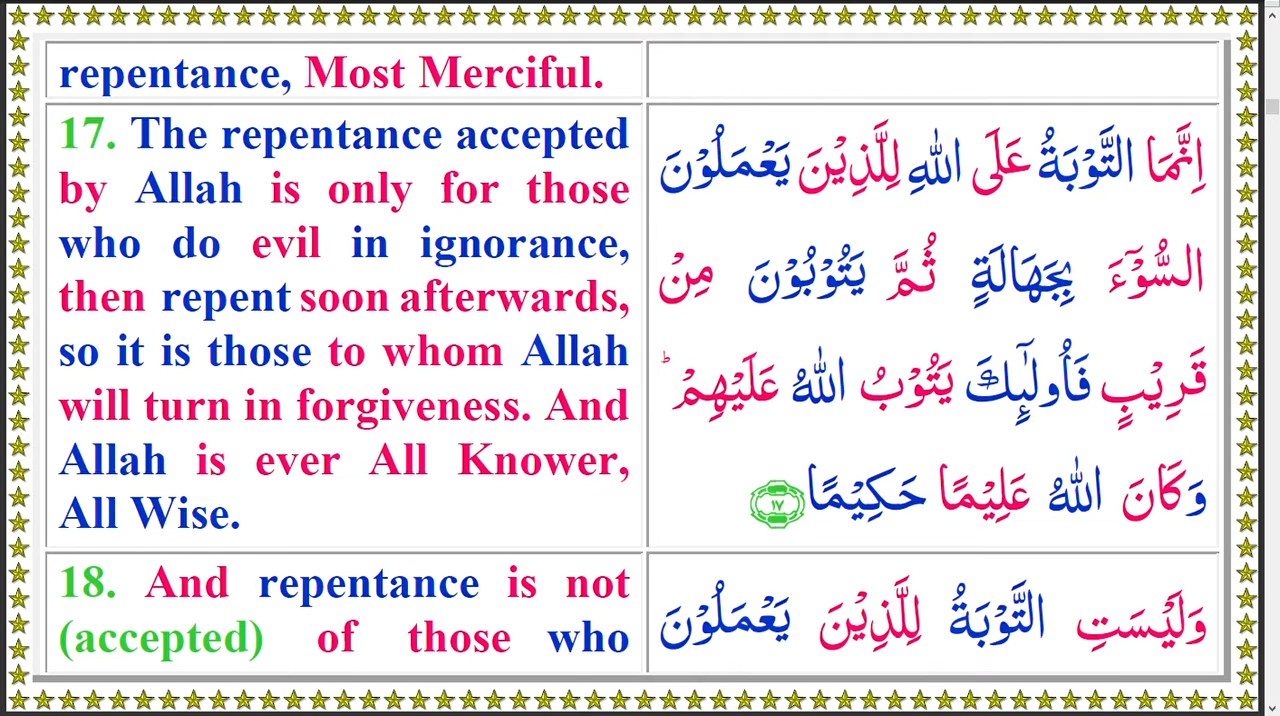 repentance, Most Merciful.
17. The repentance accepted
by Allah is only for those
who do evil in ignorance,
then repent soon afterwards,
so it is those to whom Allah
will turn in forgiveness. And
Allah is ever All Knower,
All Wise.
اِنَّمَا التَّوْبَةُ عَلَى اللّٰهِ لِلَّذِيْنَ يَعْمَلُوْنَ
السُّوْٓءَ بِجَهَالَةٍ ثُمَّ يَتُوْبُوْنَ مِنْ
قَرِيْبٍ فَاُولٰٓئِكَ يَتُوْبُ اللّٰهُ عَلَيْهِمْ ؕ
وَكَانَ اللّٰهُ عَلِيْمًا حَكِيْمًا ۱۷
18. And repentance is not
(accepted) of those who
وَلَيْسَتِ التَّوْبَةُ لِلَّذِيْنَ يَعْمَلُوْنَ